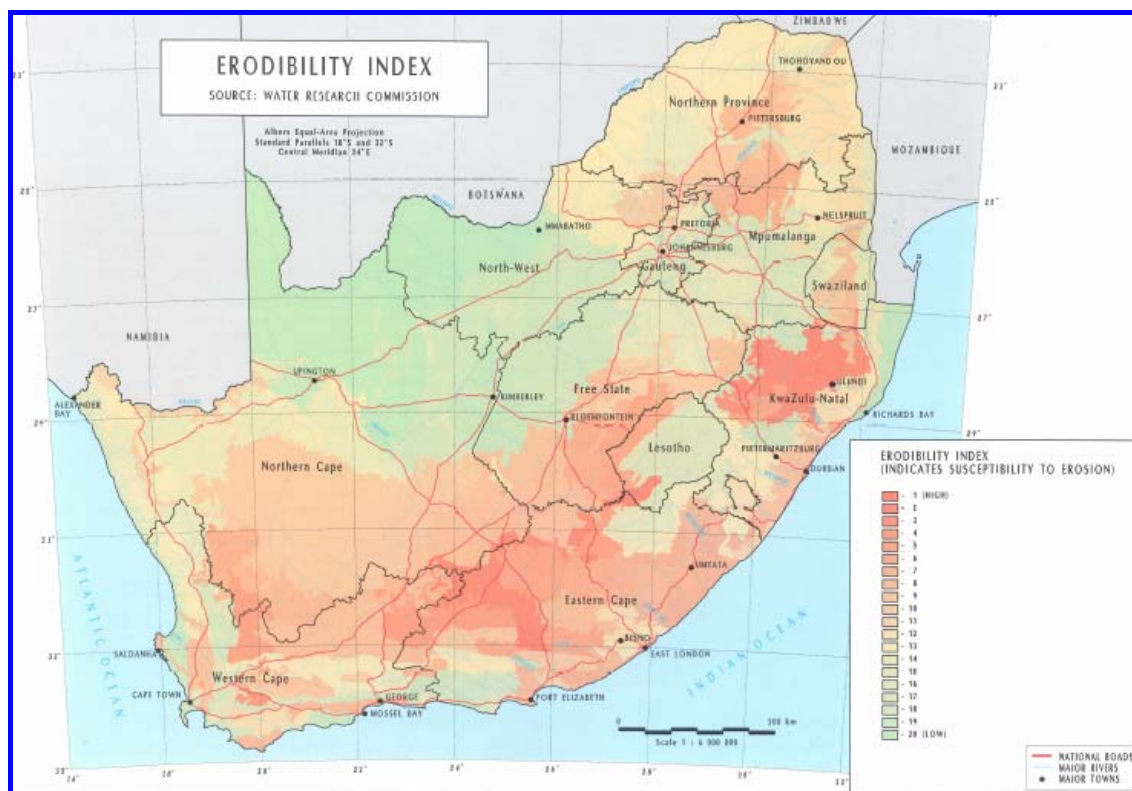 ERODIBILITY INDEX
SOURCE: WATER RESEARCH COMMISSION
Albers Equal-Area Projection
Standard Parallels 18°S and 32°S
Central Meridian 24°E
ZIMBABWE
THOHOYANDOU
Northern Province
PIETERSBURG
MOZAMBIQUE
BOTSWANA
MMABATHO
PRETORIA
NELSPRUIT
JOHANNESBURG
Mpumalanga
North-West
Gauteng
Swaziland
NAMIBIA
UPINGTON
ULUNDI
ALEXANDER
BAY
KIMBERLEY
Free State
KwaZulu-Natal
RICHARDS BAY
BLOEMFONTEIN
Lesotho
PIETERMARITZBURG
DURBAN
Northern Cape
UMTATA
Eastern Cape
BISHO
EAST LONDON
ATLANTIC OCEAN
INDIAN OCEAN
SALDANHA
Western Cape
CAPE TOWN
GEORGE
MOSSEL BAY
PORT ELIZABETH
0 300 km
Scale 1 : 6 000 000
ERODIBILITY INDEX
(INDICATES SUSCEPTIBILITY TO EROSION)
- 1 (HIGH)
- 2
- 3
- 4
- 5
- 6
- 7
- 8
- 9
- 10
- 11
- 12
- 13
- 14
- 15
- 16
- 17
- 18
- 19
- 20 (LOW)
NATIONAL ROADS
MAJOR RIVERS
MAJOR TOWNS